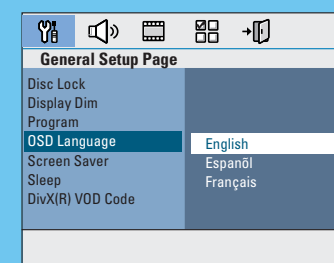 General Setup Page
Disc Lock
Display Dim
Program
OSD Language
Screen Saver
Sleep
DivX(R) VOD Code
English
Espanõl
Français